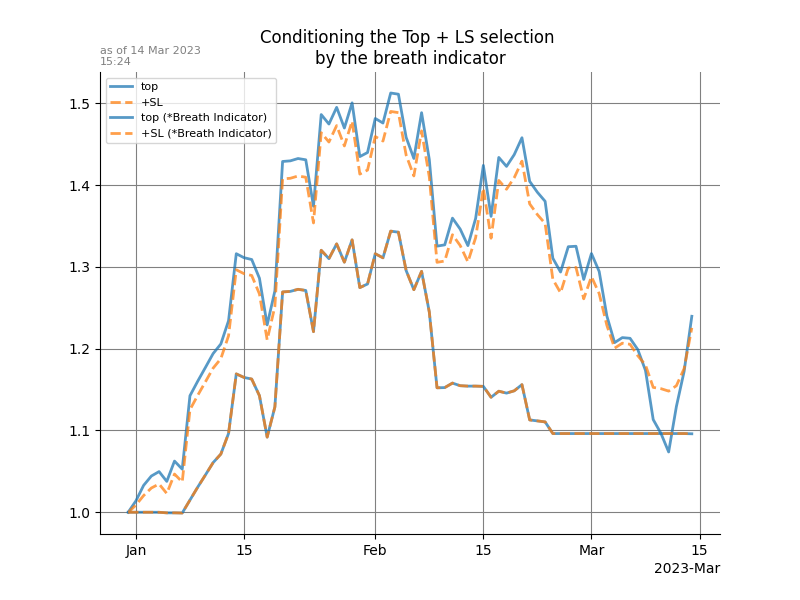 Conditioning the Top + LS selection
by the breath indicator
as of 14 Mar 2023
15:24
top
+SL
top (*Breath Indicator)
+SL (*Breath Indicator)
1.5
1.4
1.3
1.2
1.1
1.0
Jan 15 Feb 15 Mar 15
2023-Mar